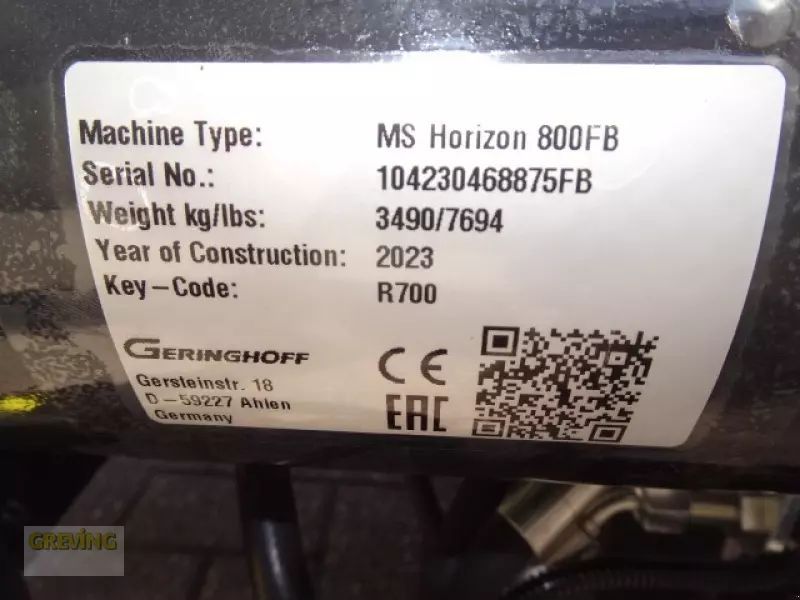 Machine Type: MS Horizon 800FB
Serial No.: 104230468875FB
Weight kg/lbs: 3490/7694
Year of Construction: 2023
Key-Code: R700
GERINGHOFF
Gersteinstr. 18
D-59227 Ahlen
Germany
CE
EAC
GREVING